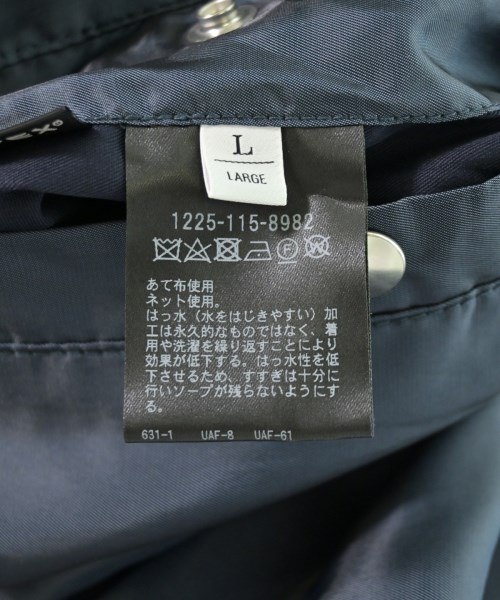 L
LARGE
1225-115-8982
あて布使用
ネット使用。
はっ水（水をはじきやすい）加
工は永久的なものではなく、着
用や洗濯を繰り返すことにより
効果が低下する。はっ水性を低
下させるため、すすぎは十分に
行いソープが残らないようにす
る。
631-1 UAF-8 UAF-61